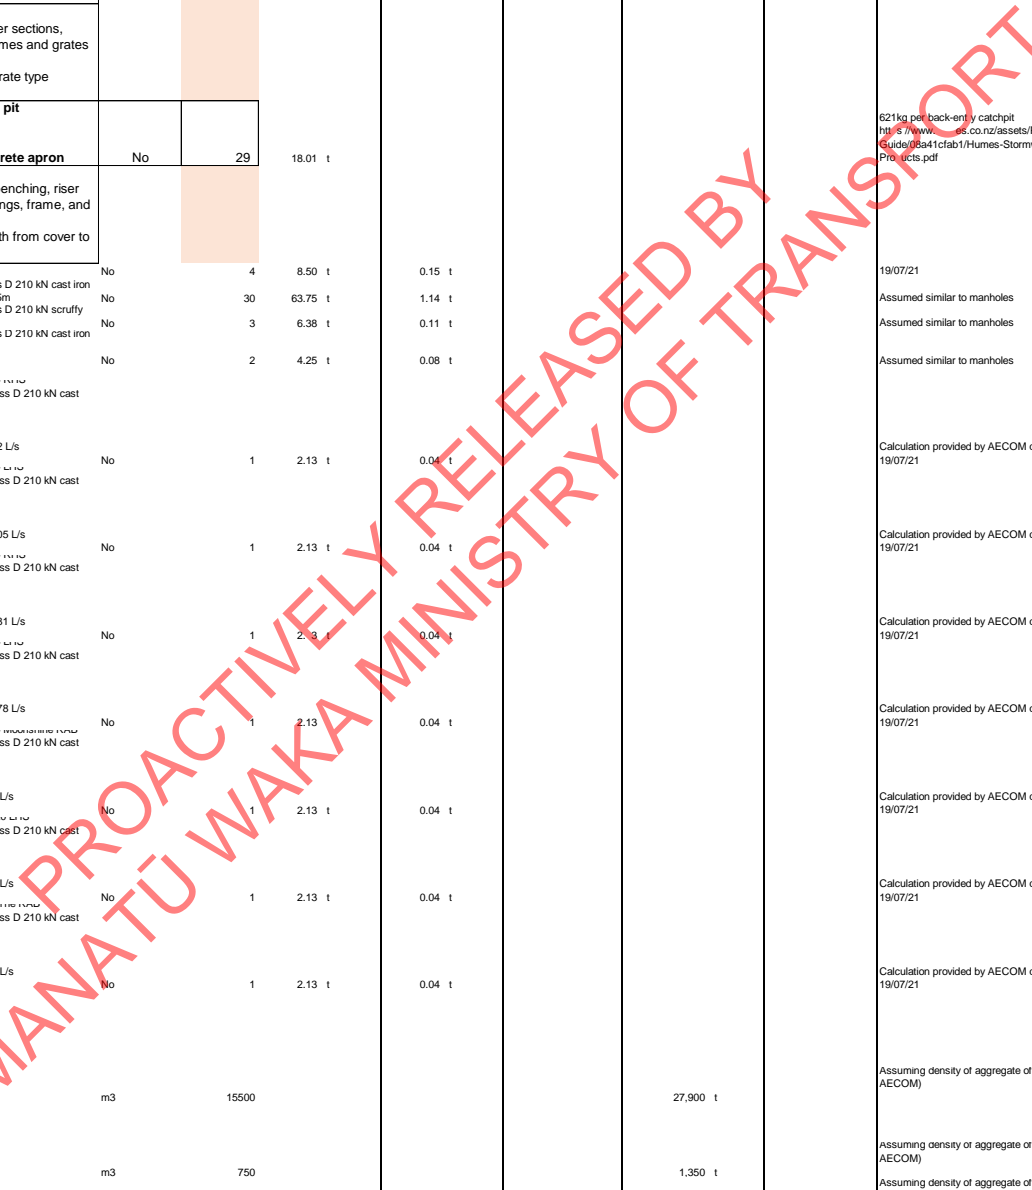 er sections,
mes and grates
rate type
pit
621kg per back-ent y catchpit
htt s //www. es.co.nz/assets/
Guide/08a41cfab1/Humes-Stormw
rete apron No 29 18.01 t Pro ucts.pdf
enching, riser
ngs, frame, and
th from cover to
No 4 8.50 t 0.15 t 19/07/21
s D 210 kN cast iron
No 30 63.75 t 1.14 t Assumed similar to manholes
s D 210 kN scruffy
No 3 6.38 t 0.11 t Assumed similar to manholes
s D 210 kN cast iron
No 2 4.25 t 0.08 t Assumed similar to manholes
ss D 210 kN cast
2 L/s Calculation provided by AECOM
No 1 2.13 t 0.04 t 19/07/21
ss D 210 kN cast
05 L/s Calculation provided by AECOM
No 1 2.13 t 0.04 t 19/07/21
ss D 210 kN cast
31 L/s Calculation provided by AECOM
No 1 2. 3 t 0.04 t 19/07/21
ss D 210 kN cast
78 L/s Calculation provided by AECOM
No 1 2.13 0.04 t 19/07/21
Moonshine RAB
ss D 210 kN cast
L/s Calculation provided by AECOM
No 1 2.13 t 0.04 t 19/07/21
ss D 210 kN cast
L/s Calculation provided by AECOM
No 1 2.13 t 0.04 t 19/07/21
ss D 210 kN cast
L/s Calculation provided by AECOM
No 1 2.13 t 0.04 t 19/07/21
Assuming density of aggregate of
AECOM)
m3 15500 27,900 t
Assuming density of aggregate of
AECOM)
m3 750 1,350 t
Assuming density of aggregate of
PROACTIVELY RELEASED BY
MANATŪ WAKA MINISTRY OF TRANSPORT